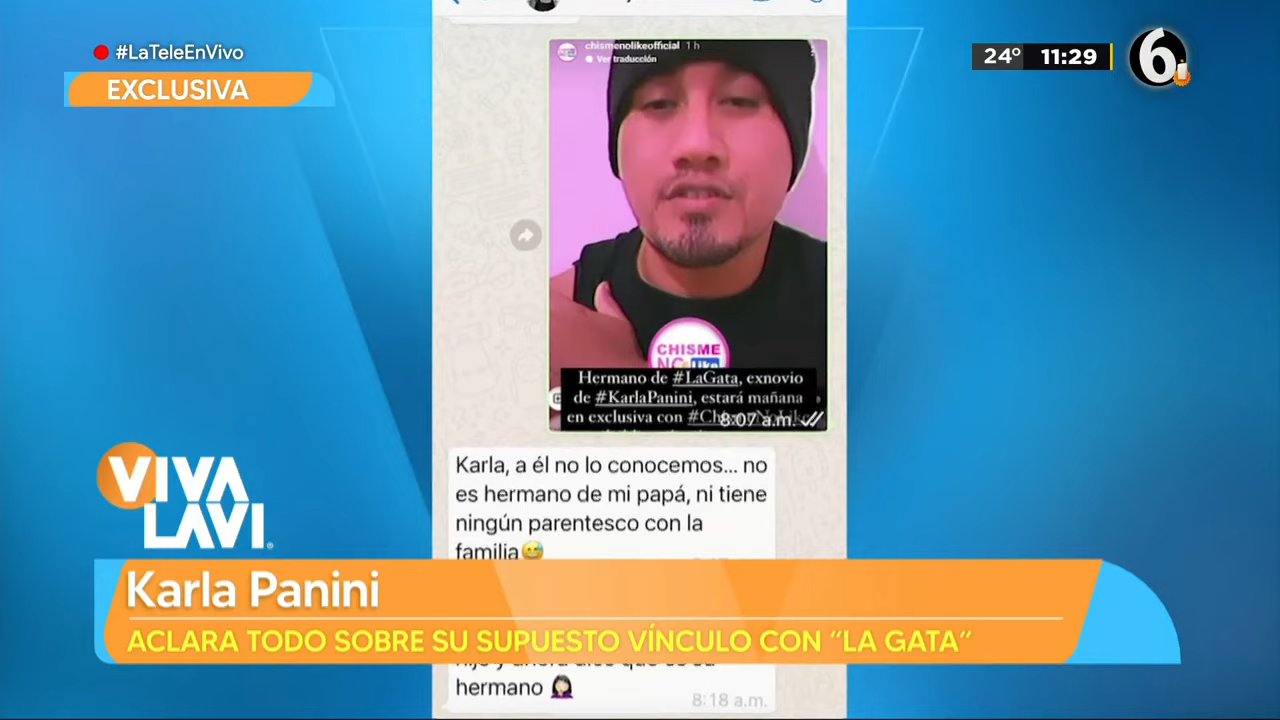 #LaTeleEnVivo
EXCLUSIVA
24°
11:29
6
chismenolikeofficial 1 h
Ver traducción
CHISME
NO Like
Hermano de #LaGata, exnovio
de #KarlaPanini, estará mañana
en exclusiva con
8:07 a.m.
Karla, a él no lo conocemos... no
es hermano de mi papá, ni tiene
ningún parentesco con la
familia😅
VIVA
LAVI
Karla Panini
ACLARA TODO SOBRE SU SUPUESTO VÍNCULO CON "LA GATA"
hermano 🤦🏻‍♀️
8:18 a.m.